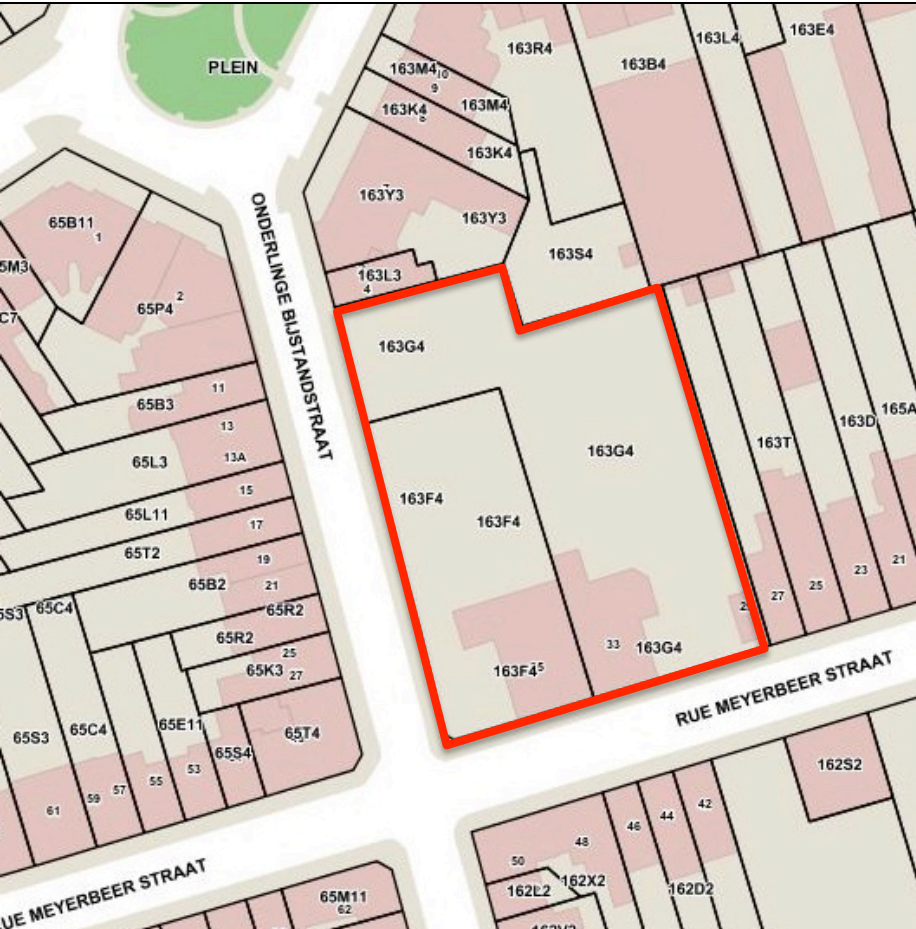 163L4
163E4
163R4
163B4
PLEIN
163M4
10
9
163M4
163K4
8
163K4
163Y3
163Y3
65B11
1
163S4
5M3
163L3
4
2
65P4
C7
ONDERLINGE BIJSTANDSTRAAT
163G4
11
65B3
165A
163D
13
163T
163G4
13A
65L3
15
163F4
65L11
17
163F4
65T2
19
21
65B2
21
23
25
27
65R2
5S3
65C4
65R2
25
33
163G4
65K3
27
163F4
RUE MEYERBEER STRAAT
65E11
65C4
65S3
65T4
65S4
162S2
53
55
57
59
61
42
44
46
48
50
162X2
162L2
162D2
RUE MEYERBEER STRAAT
65M11
62